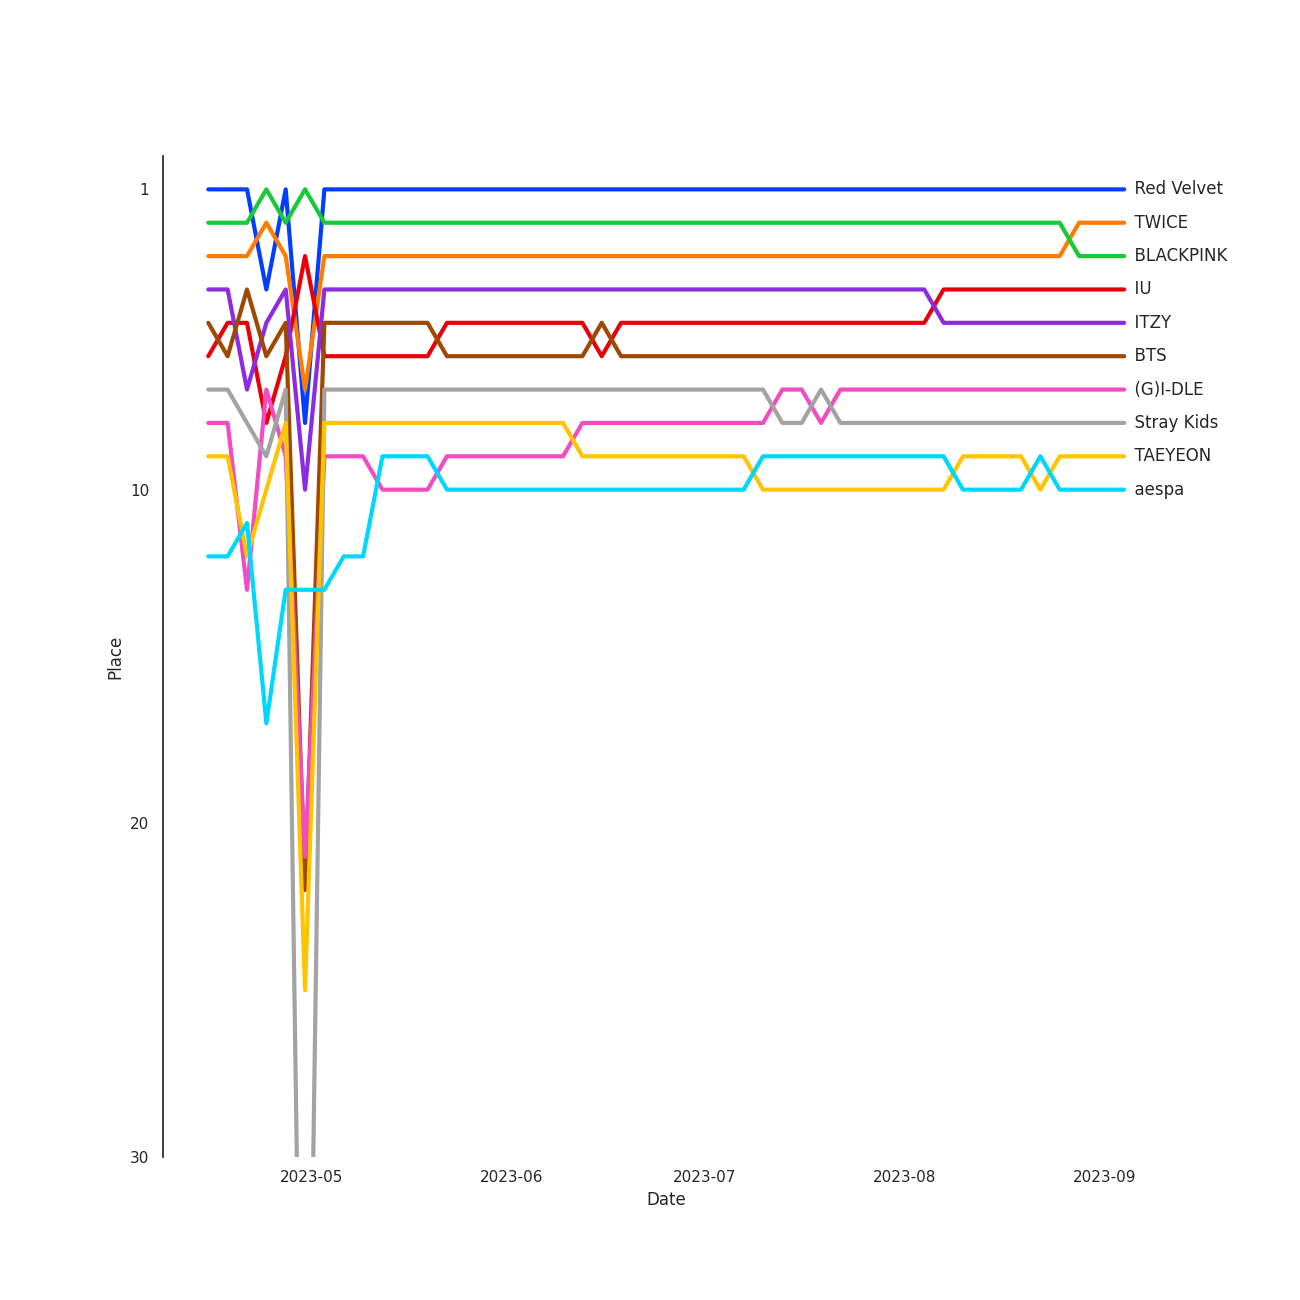 1
10
20
30
Place
2023-05
2023-06
2023-07
2023-08
2023-09
Date
Red Velvet
TWICE
BLACKPINK
IU
ITZY
BTS
(G)I-DLE
Stray Kids
TAEYEON
aespa